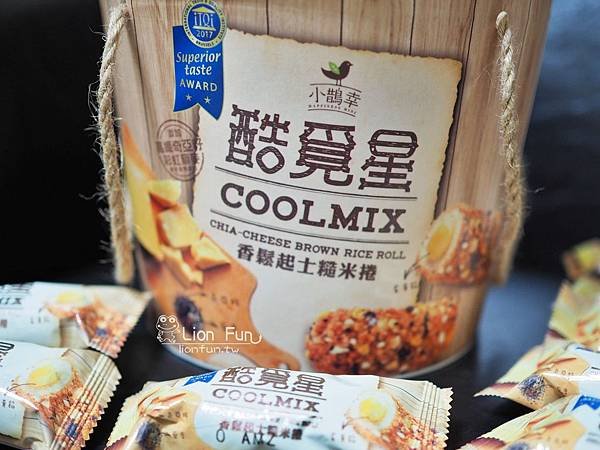 iTQi
2017
Superior
taste
AWARD
小鵲幸
酷覓星
COOLMIX
CHIA-CHEESE BROWN RICE ROLL
香鬆起士糙米捲
Lion Fun
lionfun.tw
酷覓星
COOLMIX
香鬆起士糙米捲